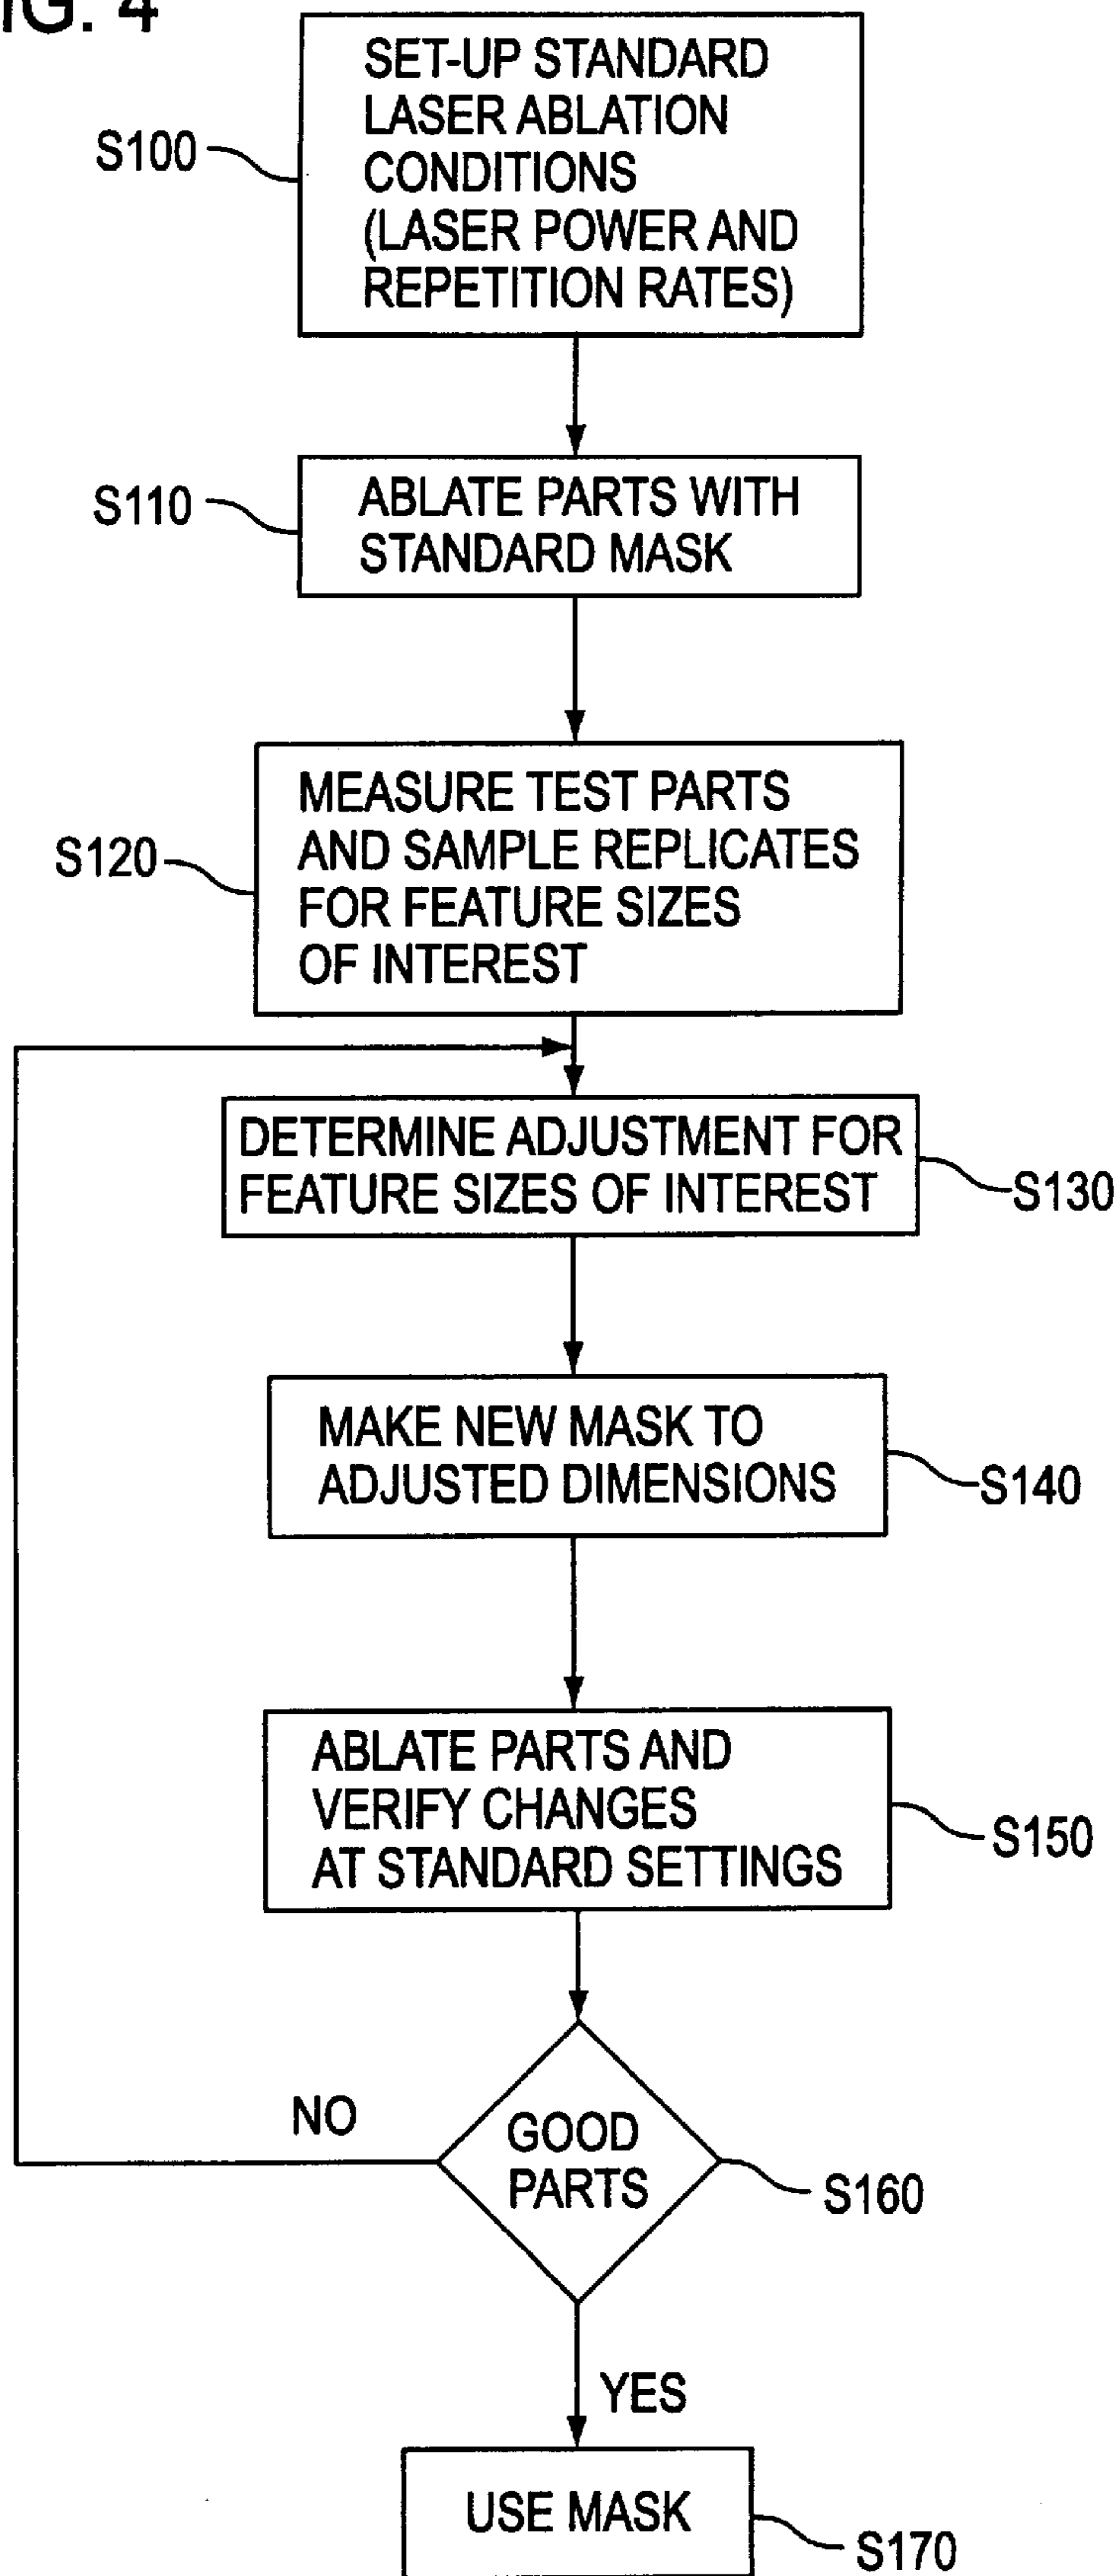 FIG. 4
SET-UP STANDARD
LASER ABLATION
CONDITIONS
(LASER POWER AND
REPETITION RATES)
S100
ABLATE PARTS WITH
STANDARD MASK
S110
MEASURE TEST PARTS
AND SAMPLE REPLICATES
FOR FEATURE SIZES
OF INTEREST
S120
DETERMINE ADJUSTMENT FOR
FEATURE SIZES OF INTEREST
S130
MAKE NEW MASK TO
ADJUSTED DIMENSIONS
S140
ABLATE PARTS AND
VERIFY CHANGES
AT STANDARD SETTINGS
S150
NO
GOOD
PARTS
S160
YES
USE MASK
S170